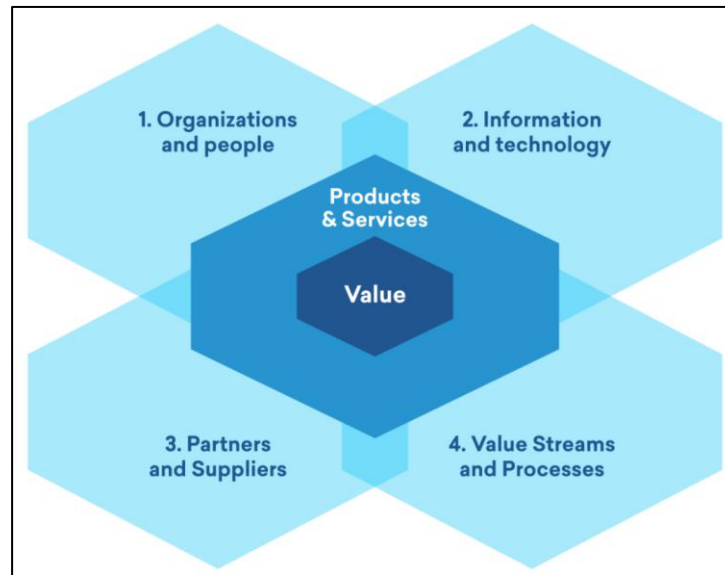 1. Organizations
and people
2. Information
and technology
Products
& Services
Value
3. Partners
and Suppliers
4. Value Streams
and Processes